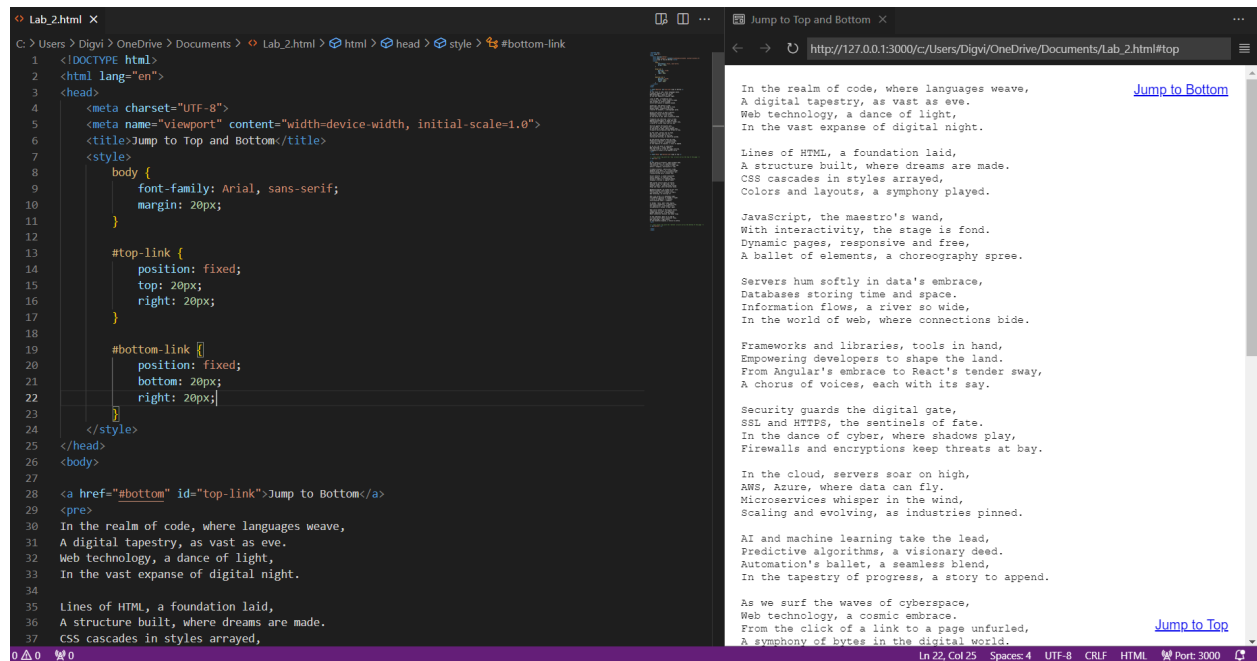 Lab_2.html
C: > Users > Digvi > OneDrive > Documents > Lab_2.html > html > head > style > #bottom-link
1 <!DOCTYPE html>
2 <html lang="en">
3 <head>
4 <meta charset="UTF-8">
5 <meta name="viewport" content="width=device-width, initial-scale=1.0">
6 <title>Jump to Top and Bottom</title>
7 <style>
8 body {
9 font-family: Arial, sans-serif;
10 margin: 20px;
11 }
12
13 #top-link {
14 position: fixed;
15 top: 20px;
16 right: 20px;
17 }
18
19 #bottom-link {
20 position: fixed;
21 bottom: 20px;
22 right: 20px;
23 }
24 </style>
25 </head>
26 <body>
27
28 <a href="#bottom" id="top-link">Jump to Bottom</a>
29 <pre>
30 In the realm of code, where languages weave,
31 A digital tapestry, as vast as eve.
32 Web technology, a dance of light,
33 In the vast expanse of digital night.
34
35 Lines of HTML, a foundation laid,
36 A structure built, where dreams are made.
37 CSS cascades in styles arrayed,
Jump to Top and Bottom
http://127.0.0.1:3000/c:/Users/Digvi/OneDrive/Documents/Lab_2.html#top
Jump to Bottom
In the realm of code, where languages weave,
A digital tapestry, as vast as eve.
Web technology, a dance of light,
In the vast expanse of digital night.
Lines of HTML, a foundation laid,
A structure built, where dreams are made.
CSS cascades in styles arrayed,
Colors and layouts, a symphony played.
JavaScript, the maestro's wand,
With interactivity, the stage is fond.
Dynamic pages, responsive and free,
A ballet of elements, a choreography spree.
Servers hum softly in data's embrace,
Databases storing time and space.
Information flows, a river so wide,
In the world of web, where connections bide.
Frameworks and libraries, tools in hand,
Empowering developers to shape the land.
From Angular's embrace to React's tender sway,
A chorus of voices, each with its say.
Security guards the digital gate,
SSL and HTTPS, the sentinels of fate.
In the dance of cyber, where shadows play,
Firewalls and encryptions keep threats at bay.
In the cloud, servers soar on high,
AWS, Azure, where data can fly.
Microservices whisper in the wind,
Scaling and evolving, as industries pinned.
AI and machine learning take the lead,
Predictive algorithms, a visionary deed.
Automation's ballet, a seamless blend,
In the tapestry of progress, a story to append.
As we surf the waves of cyberspace,
Web technology, a cosmic embrace.
From the click of a link to a page unfurled,
A symphony of bytes in the digital world.
Jump to Top
0 0 0 Ln 22, Col 25 Spaces: 4 UTF-8 CRLF HTML Port: 3000